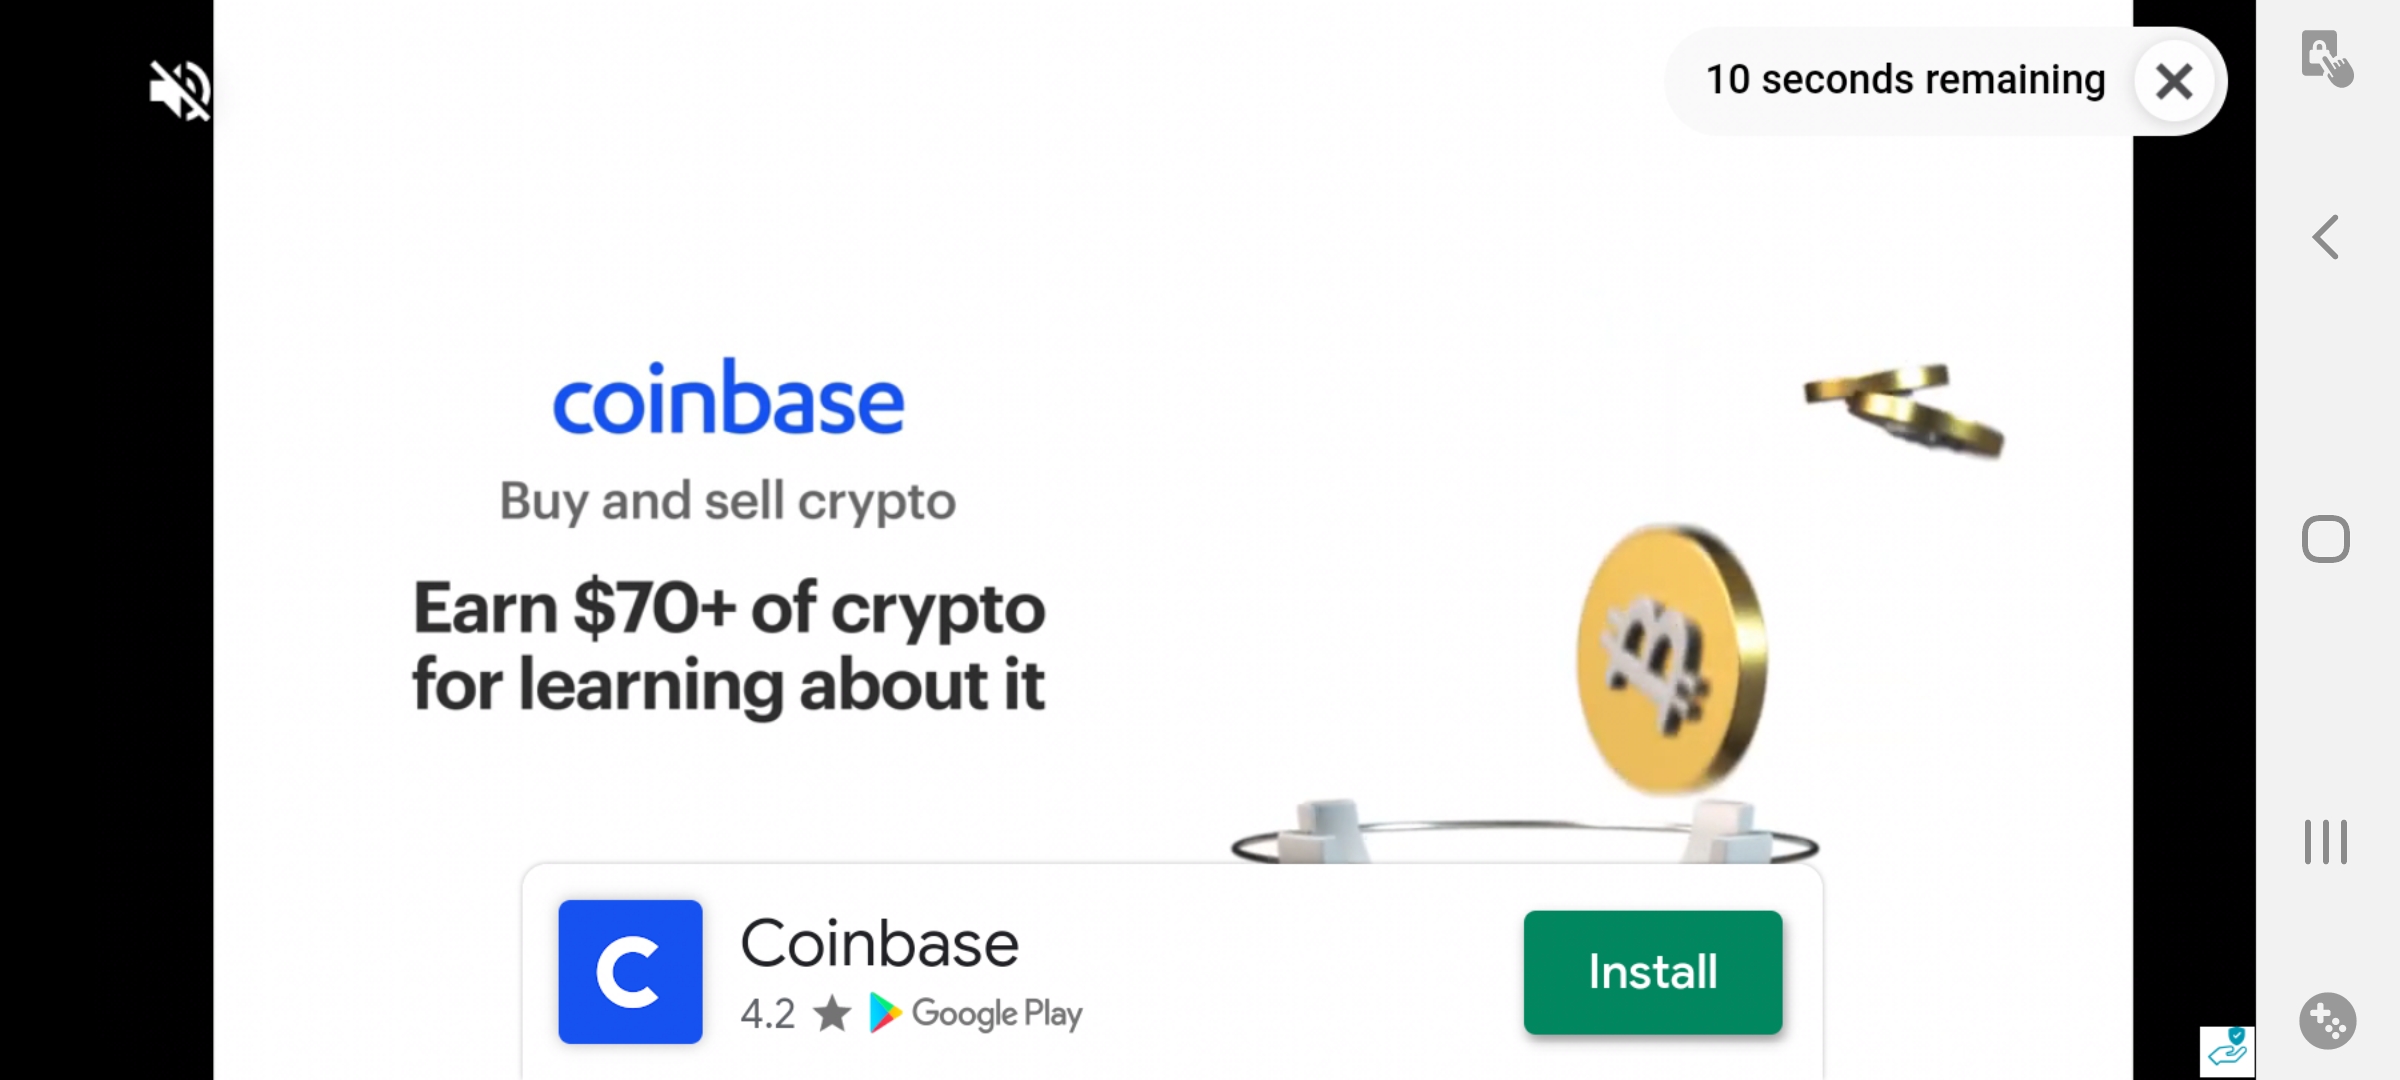 10 seconds remaining
coinbase
Buy and sell crypto
Earn $70+ of crypto
for learning about it
Coinbase
4.2 ★ Google Play
Install